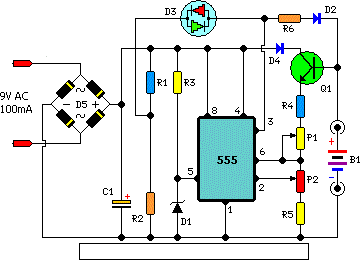 D3
D2
R6
D4
Q1
9V AC
100mA
D5
- +
R1
R3
8
4
3
R4
555
6
P1
+
B1
-
5
2
P2
C1
+
R2
D1
1
R5